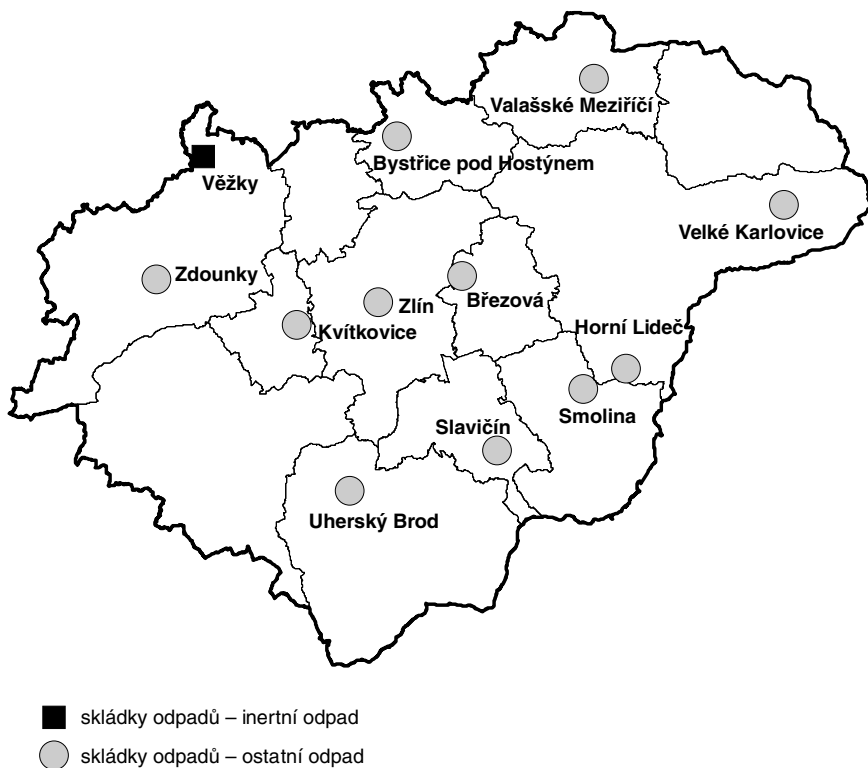 Valašské Meziříčí
Bystřice pod Hostýnem
Věžky
Velké Karlovice
Zdounky
Březová
Zlín
Kvítkovice
Horní Lideč
Smolina
Slavičín
Uherský Brod
skládky odpadů – inertní odpad
skládky odpadů – ostatní odpad